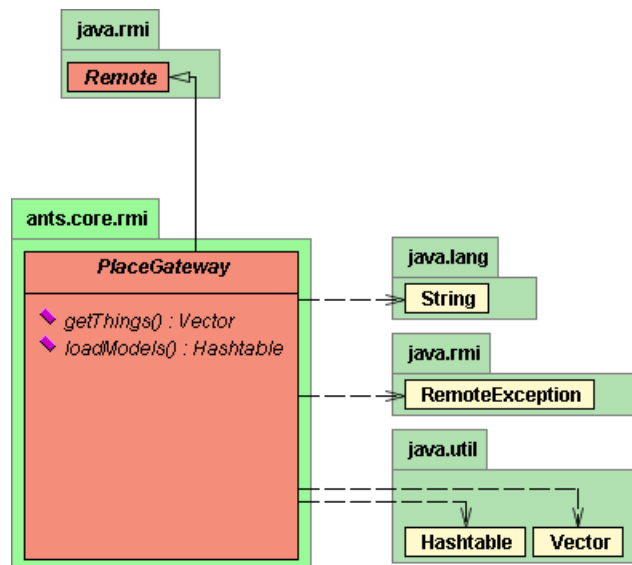 java.rmi
Remote
ants.core.rmi
PlaceGateway
getThings() : Vector
loadModels() : Hashtable
java.lang
String
java.rmi
RemoteException
java.util
Hashtable
Vector